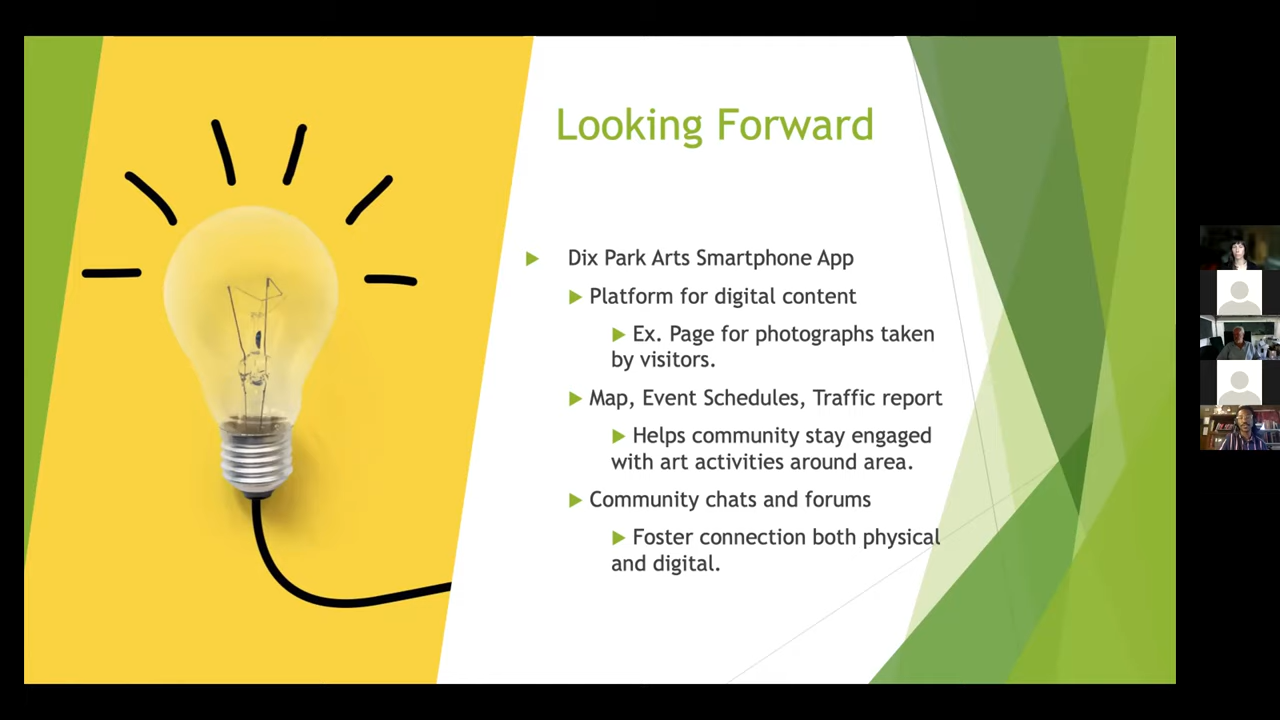 Looking Forward
Dix Park Arts Smartphone App
Platform for digital content
Ex. Page for photographs taken
by visitors.
Map, Event Schedules, Traffic report
Helps community stay engaged
with art activities around area.
Community chats and forums
Foster connection both physical
and digital.